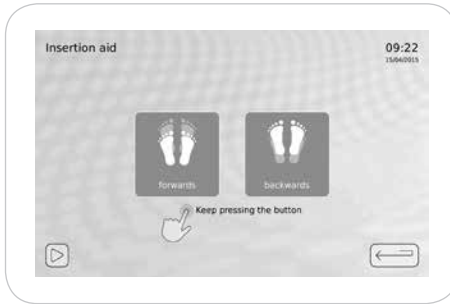 Insertion aid
09:22
15/04/2015
forwards
backwards
Keep pressing the button